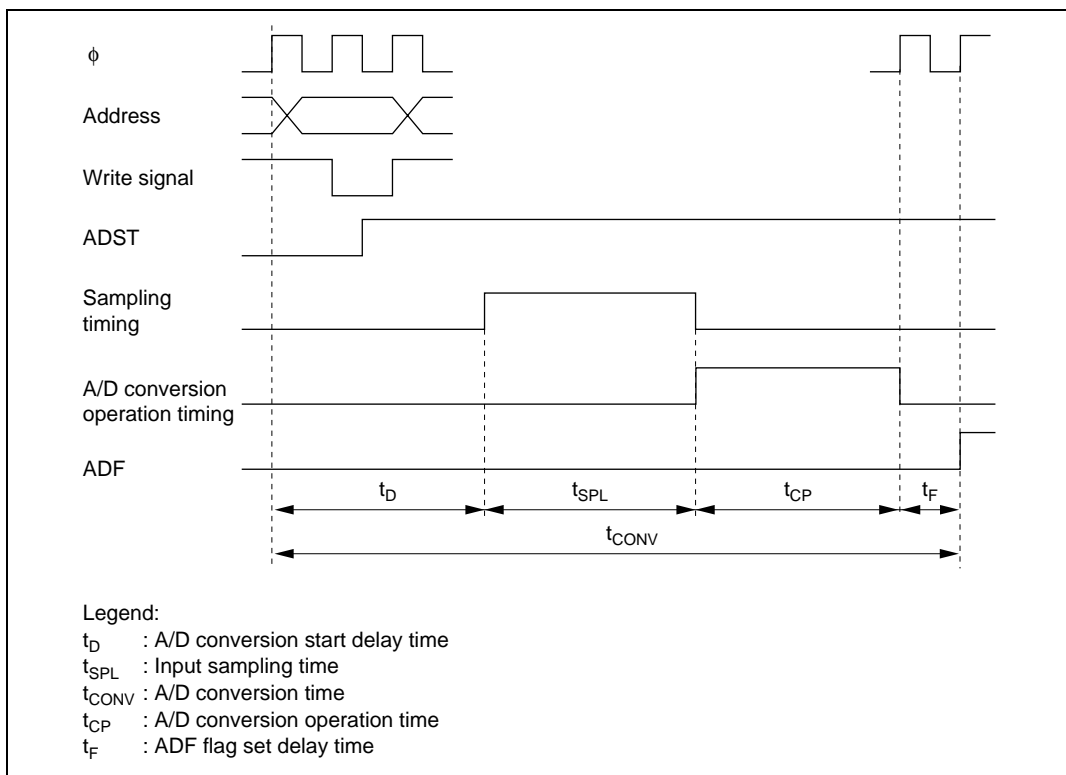 ϕ
Address
Write signal
ADST
Sampling
timing
A/D conversion
operation timing
ADF
tD tSPL tCP tF
tCONV
Legend:
tD : A/D conversion start delay time
tSPL : Input sampling time
tCONV : A/D conversion time
tCP : A/D conversion operation time
tF : ADF flag set delay time